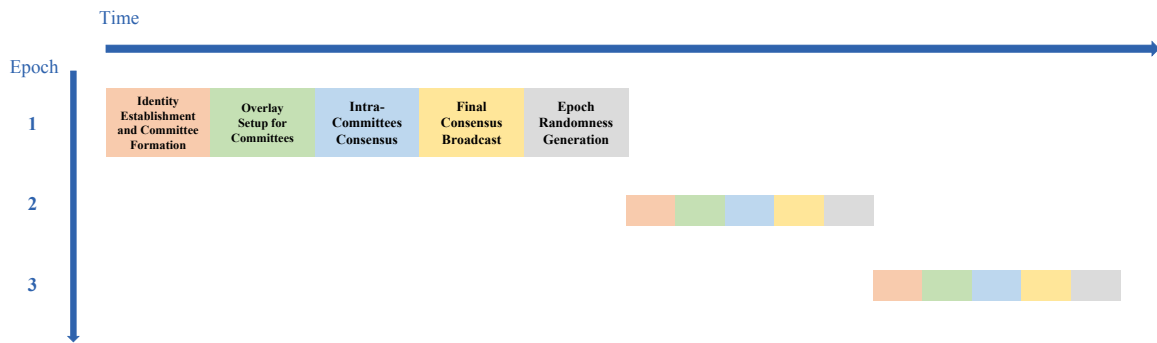 Time
Epoch
1
Identity
Establishment
and Committee
Formation
Overlay
Setup for
Committees
Intra-
Committees
Consensus
Final
Consensus
Broadcast
Epoch
Randomness
Generation
2
3